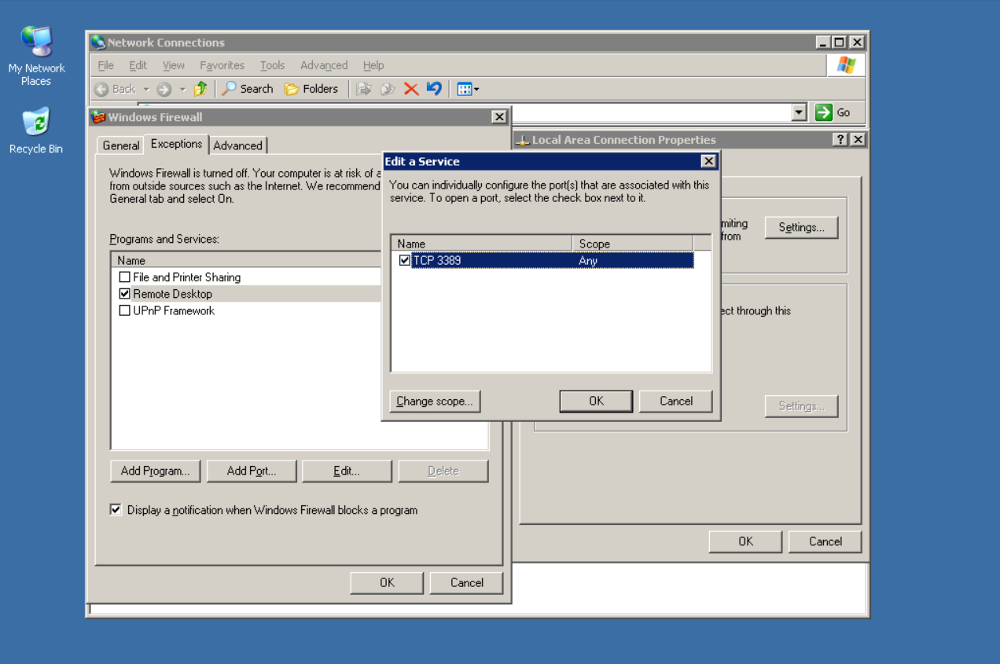 My Network
Places
Recycle Bin
Network Connections
File Edit View Favorites Tools Advanced Help
Back Search Folders
Go
Windows Firewall
General Exceptions Advanced
Windows Firewall is turned off. Your computer is at risk of a
from outside sources such as the Internet. We recommend
General tab and select On.
Programs and Services:
Name
File and Printer Sharing
Remote Desktop
UPnP Framework
Add Program... Add Port... Edit... Delete
Display a notification when Windows Firewall blocks a program
OK Cancel
Edit a Service
You can individually configure the port(s) that are associated with this
service. To open a port, select the check box next to it.
Name Scope
TCP 3389 Any
Change scope... OK Cancel
Local Area Connection Properties
miting
from
Settings...
ect through this
Settings...
OK Cancel